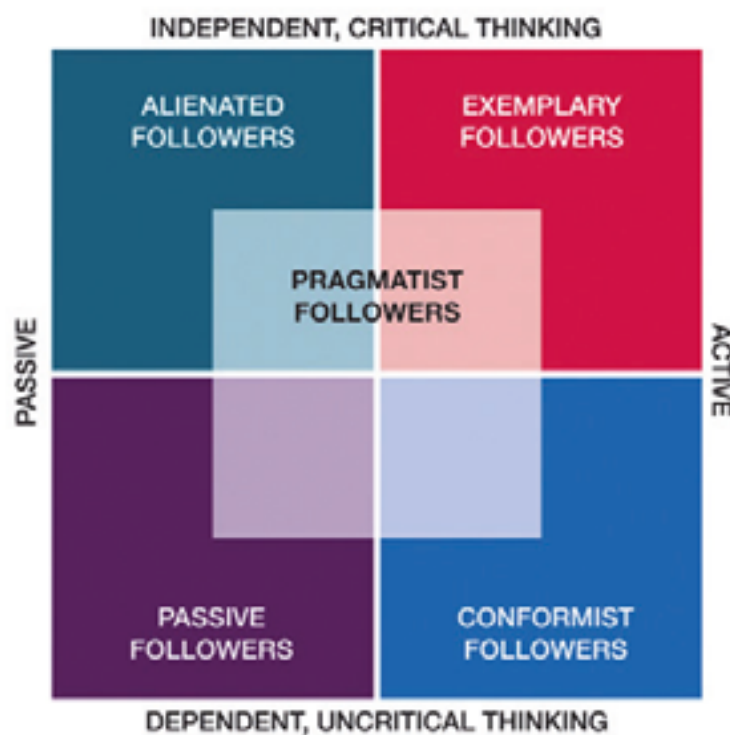 INDEPENDENT, CRITICAL THINKING
ALIENATED
FOLLOWERS
EXEMPLARY
FOLLOWERS
PRAGMATIST
FOLLOWERS
PASSIVE
ACTIVE
PASSIVE
FOLLOWERS
CONFORMIST
FOLLOWERS
DEPENDENT, UNCRITICAL THINKING